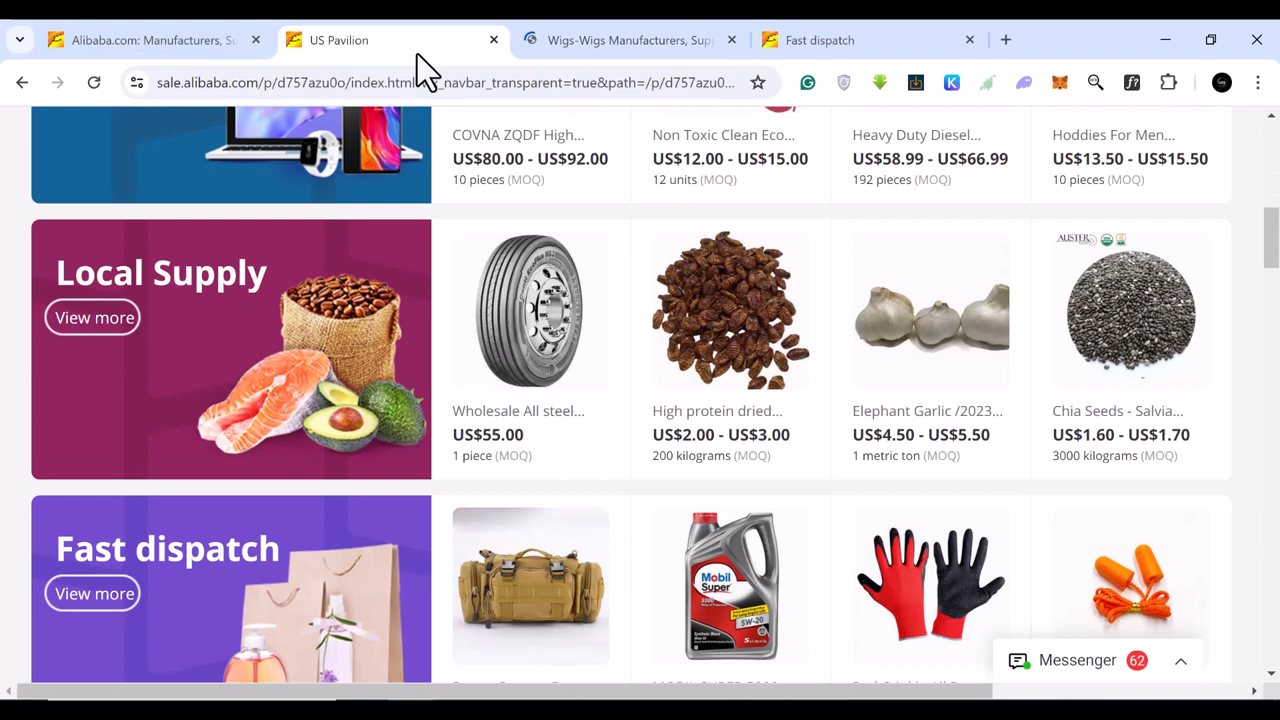 Alibaba.com: Manufacturers, Su
US Pavilion
Wigs-Wigs Manufacturers, Sup
Fast dispatch
sale.alibaba.com/p/d757azu0o/index.html _navbar_transparent=true&path=/p/d757azu0...
COVNA ZQDF High...
Non Toxic Clean Eco...
Heavy Duty Diesel...
Hoddies For Men...
US$80.00 - US$92.00
US$12.00 - US$15.00
US$58.99 - US$66.99
US$13.50 - US$15.50
10 pieces (MOQ)
12 units (MOQ)
192 pieces (MOQ)
10 pieces (MOQ)
Local Supply
View more
AUSTER
Wholesale All steel...
High protein dried...
Elephant Garlic /2023...
Chia Seeds - Salvia...
US$55.00
US$2.00 - US$3.00
US$4.50 - US$5.50
US$1.60 - US$1.70
1 piece (MOQ)
200 kilograms (MOQ)
1 metric ton (MOQ)
3000 kilograms (MOQ)
Fast dispatch
View more
Mobil
Super
5000
5W-20
Messenger 62